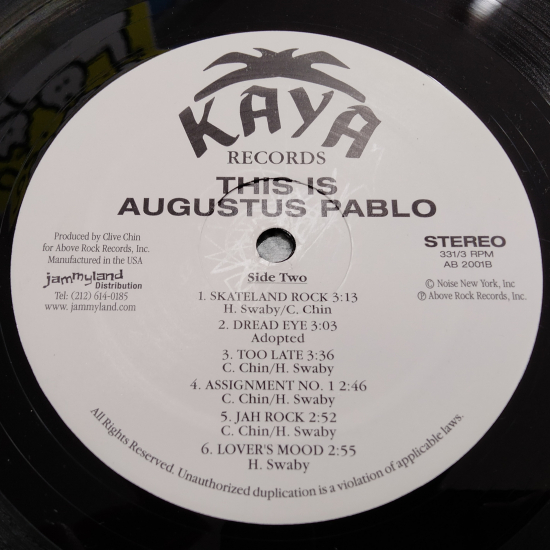 KAYA
RECORDS
THIS IS
AUGUSTUS PABLO
Produced by Clive Chin
for Above Rock Records, Inc.
Manufactured in the USA
jammyland
Distribution
Tel: (212) 614-0185
www.jammyland.com
STEREO
331/3 RPM
AB 2001B
© Noise New York, Inc
℗ Above Rock Records, Inc.
Side Two
1. SKATELAND ROCK 3:13
H. Swaby/C. Chin
2. DREAD EYE 3:03
Adopted
3. TOO LATE 3:36
C. Chin/H. Swaby
4. ASSIGNMENT NO. 1 2:46
C. Chin/H. Swaby
5. JAH ROCK 2:52
C. Chin/H. Swaby
6. LOVER'S MOOD 2:55
H. Swaby
All Rights Reserved. Unauthorized duplication is a violation of applicable laws.